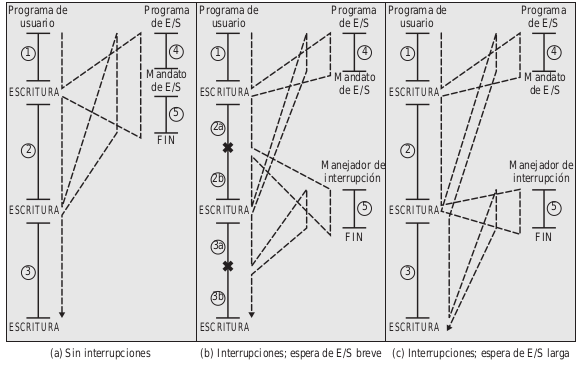 Programa de
usuario
Programa
de E/S
1
4
ESCRITURA
Mandato
de E/S
5
FIN
2
ESCRITURA
3
ESCRITURA
(a) Sin interrupciones
Programa de
usuario
Programa
de E/S
1
4
ESCRITURA
Mandato
de E/S
2a
2b
Manejador de
interrupción
5
FIN
ESCRITURA
3a
3b
ESCRITURA
(b) Interrupciones; espera de E/S breve
Programa de
usuario
Programa
de E/S
1
4
ESCRITURA
Mandato
de E/S
2
Manejador de
interrupción
5
FIN
ESCRITURA
3
ESCRITURA
(c) Interrupciones; espera de E/S larga